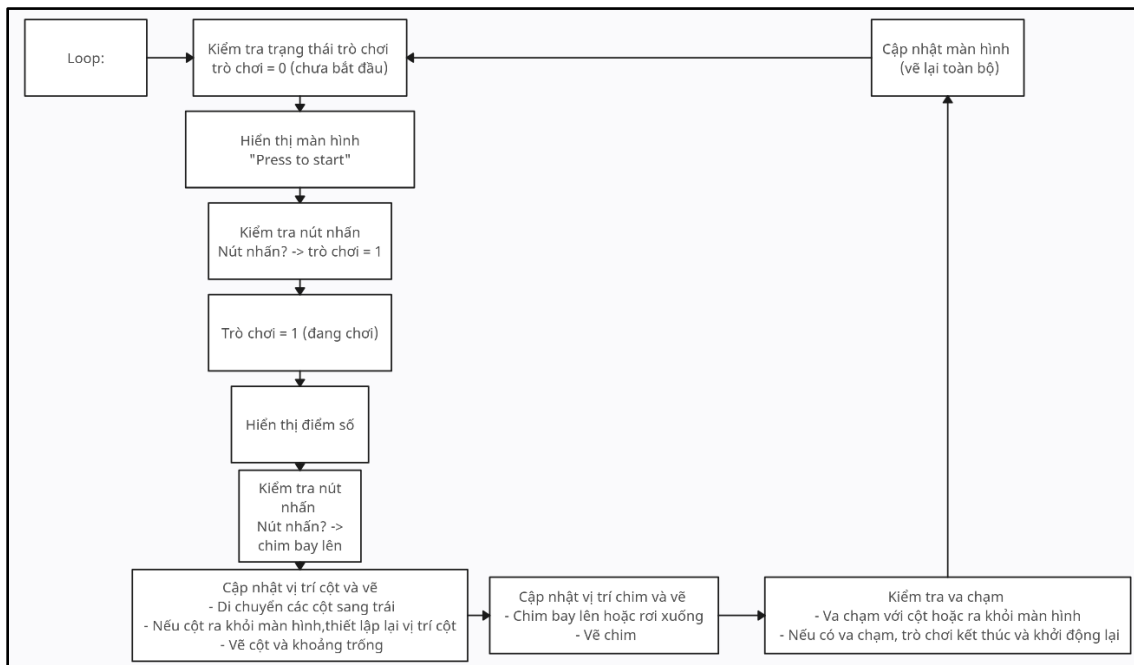 Loop:
Kiểm tra trạng thái trò chơi
trò chơi = 0 (chưa bắt đầu)
Cập nhật màn hình
(vẽ lại toàn bộ)
Hiển thị màn hình
"Press to start"
Kiểm tra nút nhấn
Nút nhấn? -> trò chơi = 1
Trò chơi = 1 (đang chơi)
Hiển thị điểm số
Kiểm tra nút
nhấn
Nút nhấn? ->
chim bay lên
Cập nhật vị trí cột và vẽ
- Di chuyển các cột sang trái
- Nếu cột ra khỏi màn hình,thiết lập lại vị trí cột
- Vẽ cột và khoảng trống
Cập nhật vị trí chim và vẽ
- Chim bay lên hoặc rơi xuống
- Vẽ chim
Kiểm tra va chạm
- Va chạm với cột hoặc ra khỏi màn hình
- Nếu có va chạm, trò chơi kết thúc và khởi động lại